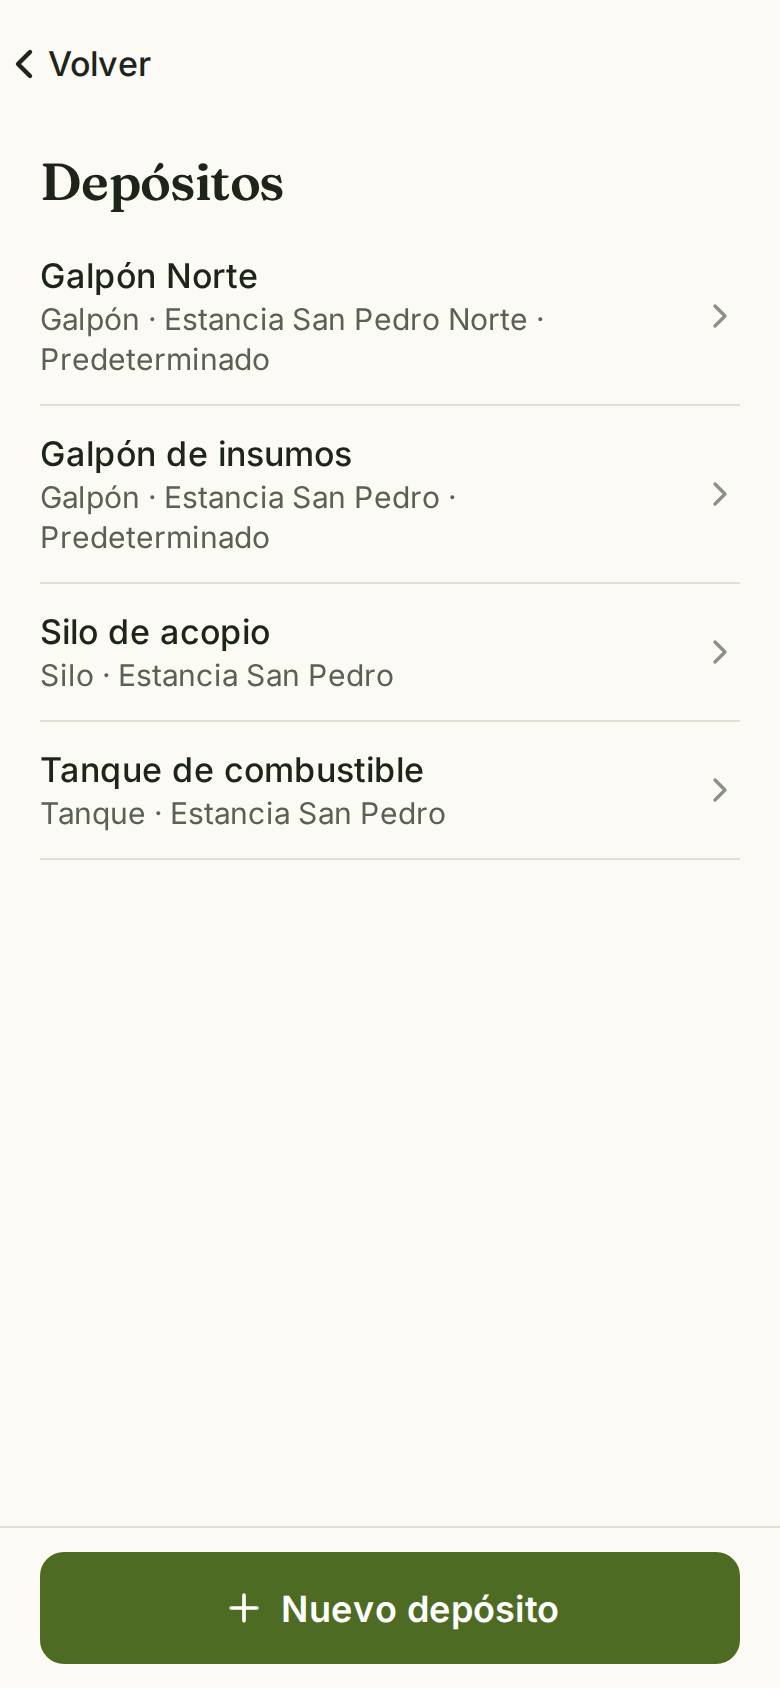 Volver
Depósitos
Galpón Norte
Galpón · Estancia San Pedro Norte ·
Predeterminado
Galpón de insumos
Galpón · Estancia San Pedro ·
Predeterminado
Silo de acopio
Silo · Estancia San Pedro
Tanque de combustible
Tanque · Estancia San Pedro
Nuevo depósito